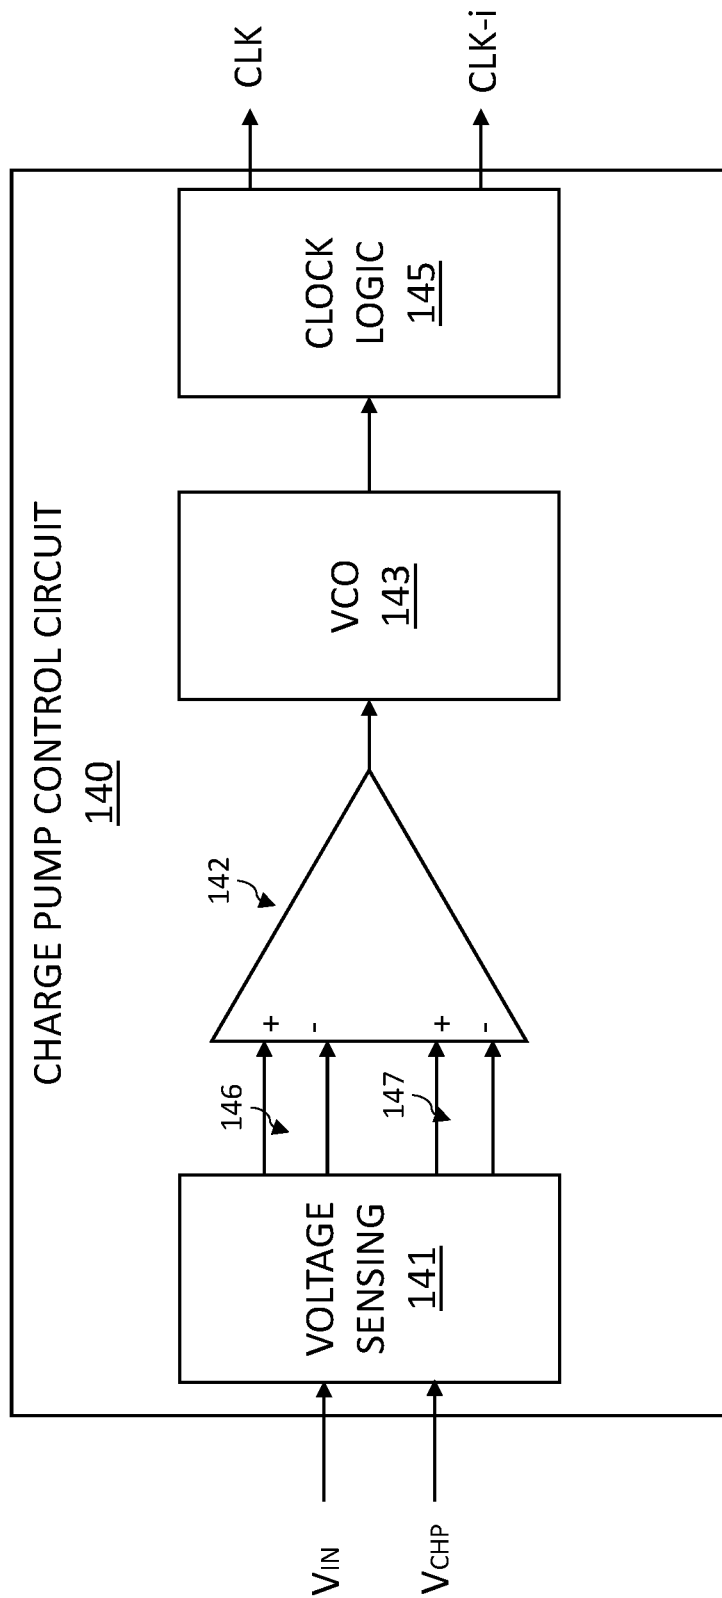 CHARGE PUMP CONTROL CIRCUIT
140
VIN
VCHP
VOLTAGE
SENSING
141
146
147
+
-
+
-
142
VCO
143
CLOCK
LOGIC
145
CLK
CLK-i